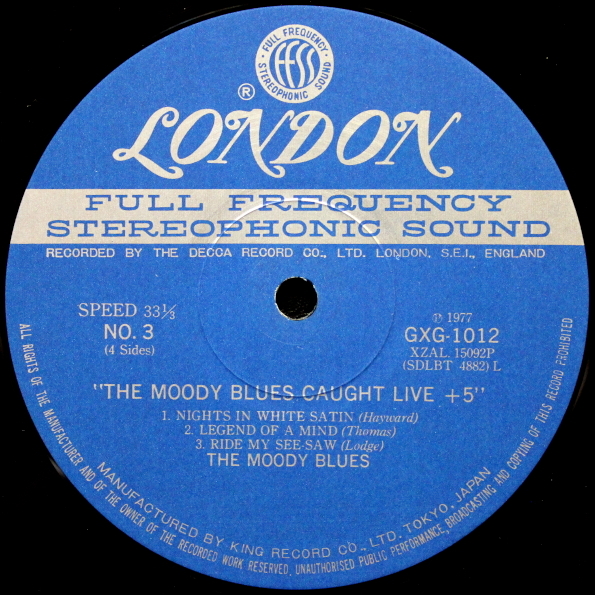 FULL FREQUENCY
FFSS
STEREOPHONIC SOUND
®
LONDON
FULL FREQUENCY
STEREOPHONIC SOUND
RECORDED BY THE DECCA RECORD CO., LTD. LONDON, S.E.I., ENGLAND
SPEED 33⅓
NO. 3
(4 Sides)
℗ 1977
GXG-1012
XZAL. 15092P
(SDLBT 4882) L
"THE MOODY BLUES CAUGHT LIVE +5"
1. NIGHTS IN WHITE SATIN (Hayward)
2. LEGEND OF A MIND (Thomas)
3. RIDE MY SEE-SAW (Lodge)
THE MOODY BLUES
MANUFACTURED BY KING RECORD CO., LTD. TOKYO. JAPAN
ALL RIGHTS OF THE MANUFACTURER AND OF THE OWNER OF THE RECORDED WORK RESERVED, UNAUTHORISED PUBLIC PERFORMANCE, BROADCASTING AND COPYING OF THIS RECORD PROHIBITED